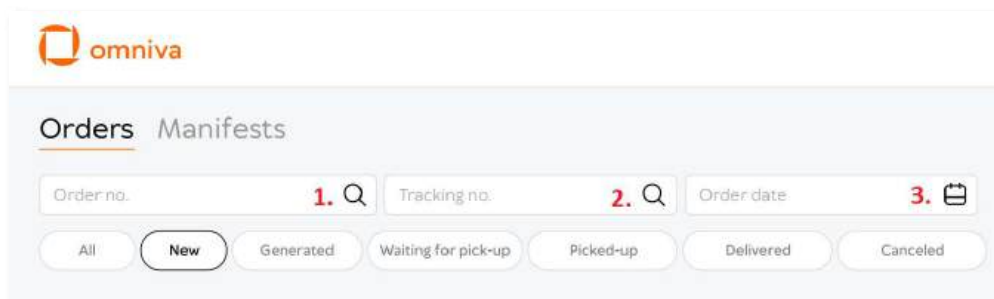 omniva
Orders Manifests
Order no. 1. Tracking no. 2. Order date 3.
All New Generated Waiting for pick-up Picked-up Delivered Canceled